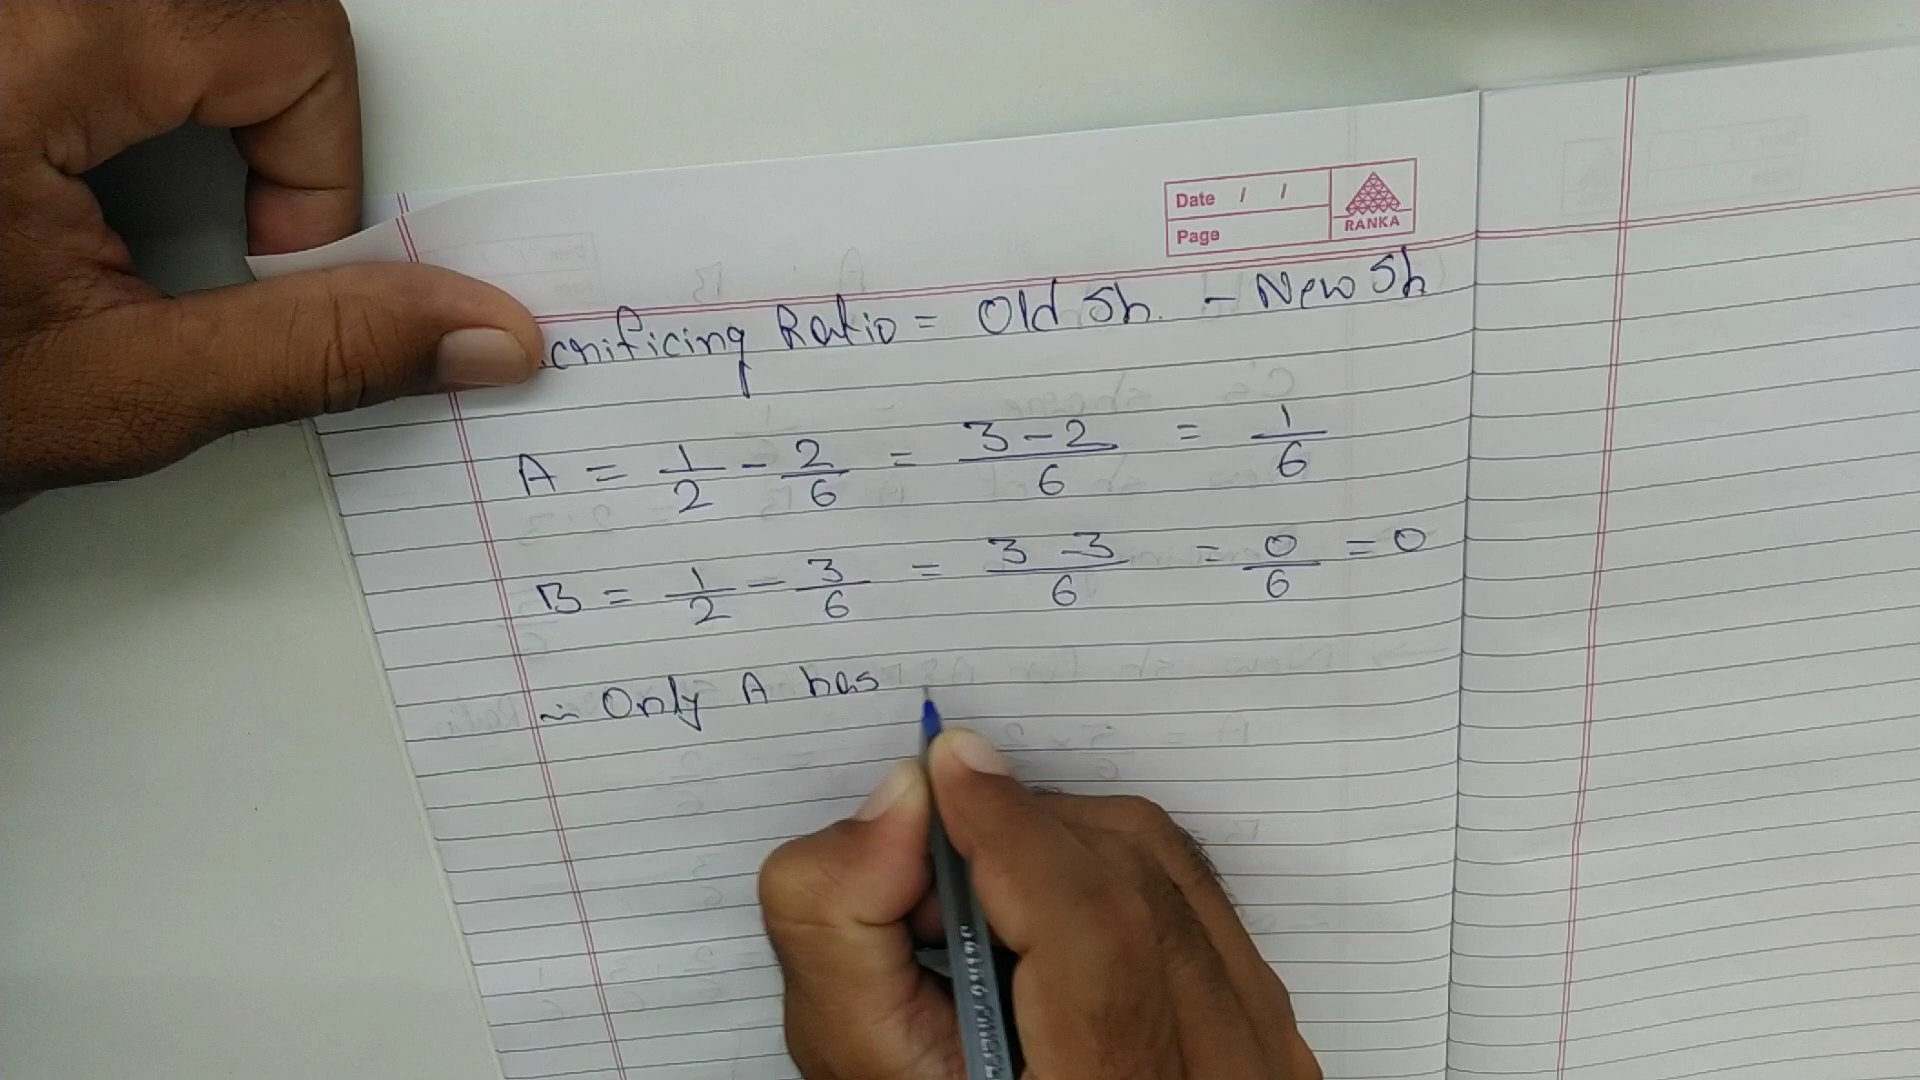 Date / /
Page
RANKA
crificing Ratio = Old Sh. - New Sh
A = 1/2 - 2/6 = 3-2/6 = 1/6
B = 1/2 - 3/6 = 3-3/6 = 0/6 = 0
∴ Only A has